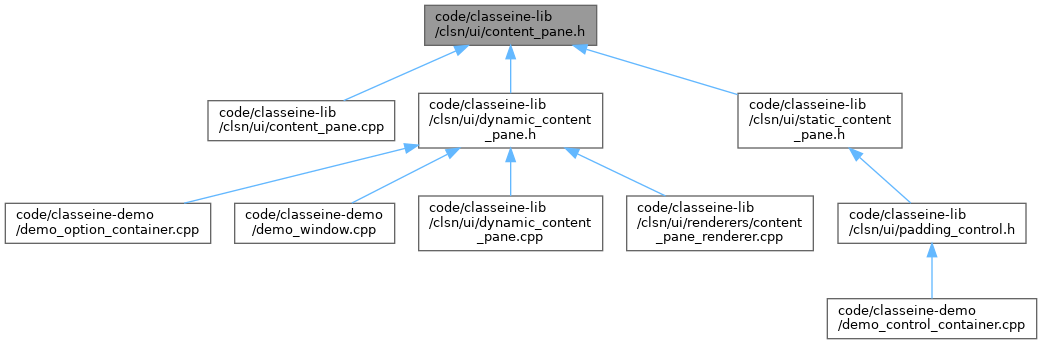 code/classeine-lib
/clsn/ui/content_pane.h
code/classeine-lib
/clsn/ui/content_pane.cpp
code/classeine-lib
/clsn/ui/dynamic_content
_pane.h
code/classeine-lib
/clsn/ui/static_content
_pane.h
code/classeine-demo
/demo_option_container.cpp
code/classeine-demo
/demo_window.cpp
code/classeine-lib
/clsn/ui/dynamic_content
_pane.cpp
code/classeine-lib
/clsn/ui/renderers/content
_pane_renderer.cpp
code/classeine-lib
/clsn/ui/padding_control.h
code/classeine-demo
/demo_control_container.cpp